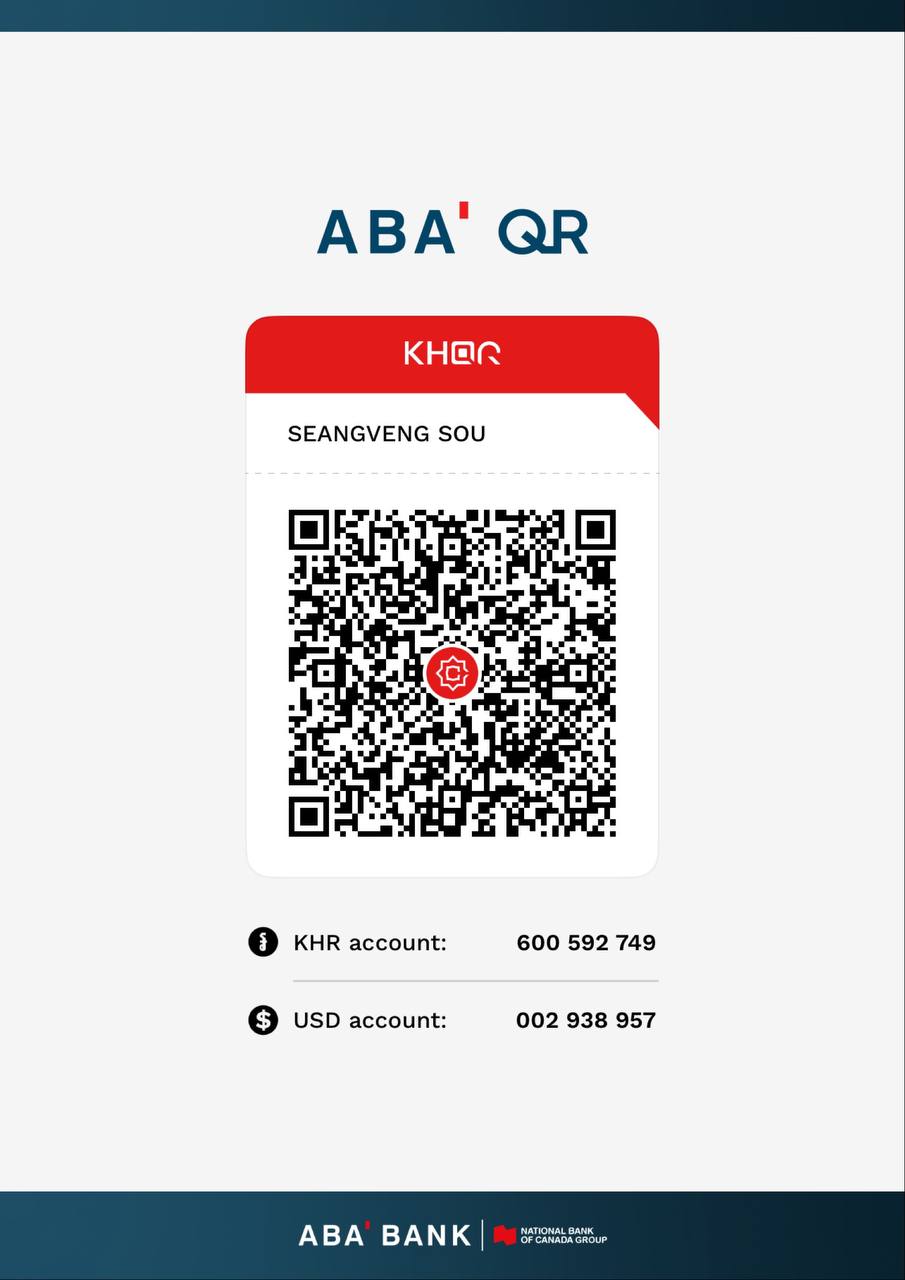 ABA' QR
KHQR
SEANGVENG SOU
KHR account: 600 592 749
$ USD account: 002 938 957
ABA' BANK | NATIONAL BANK
OF CANADA GROUP